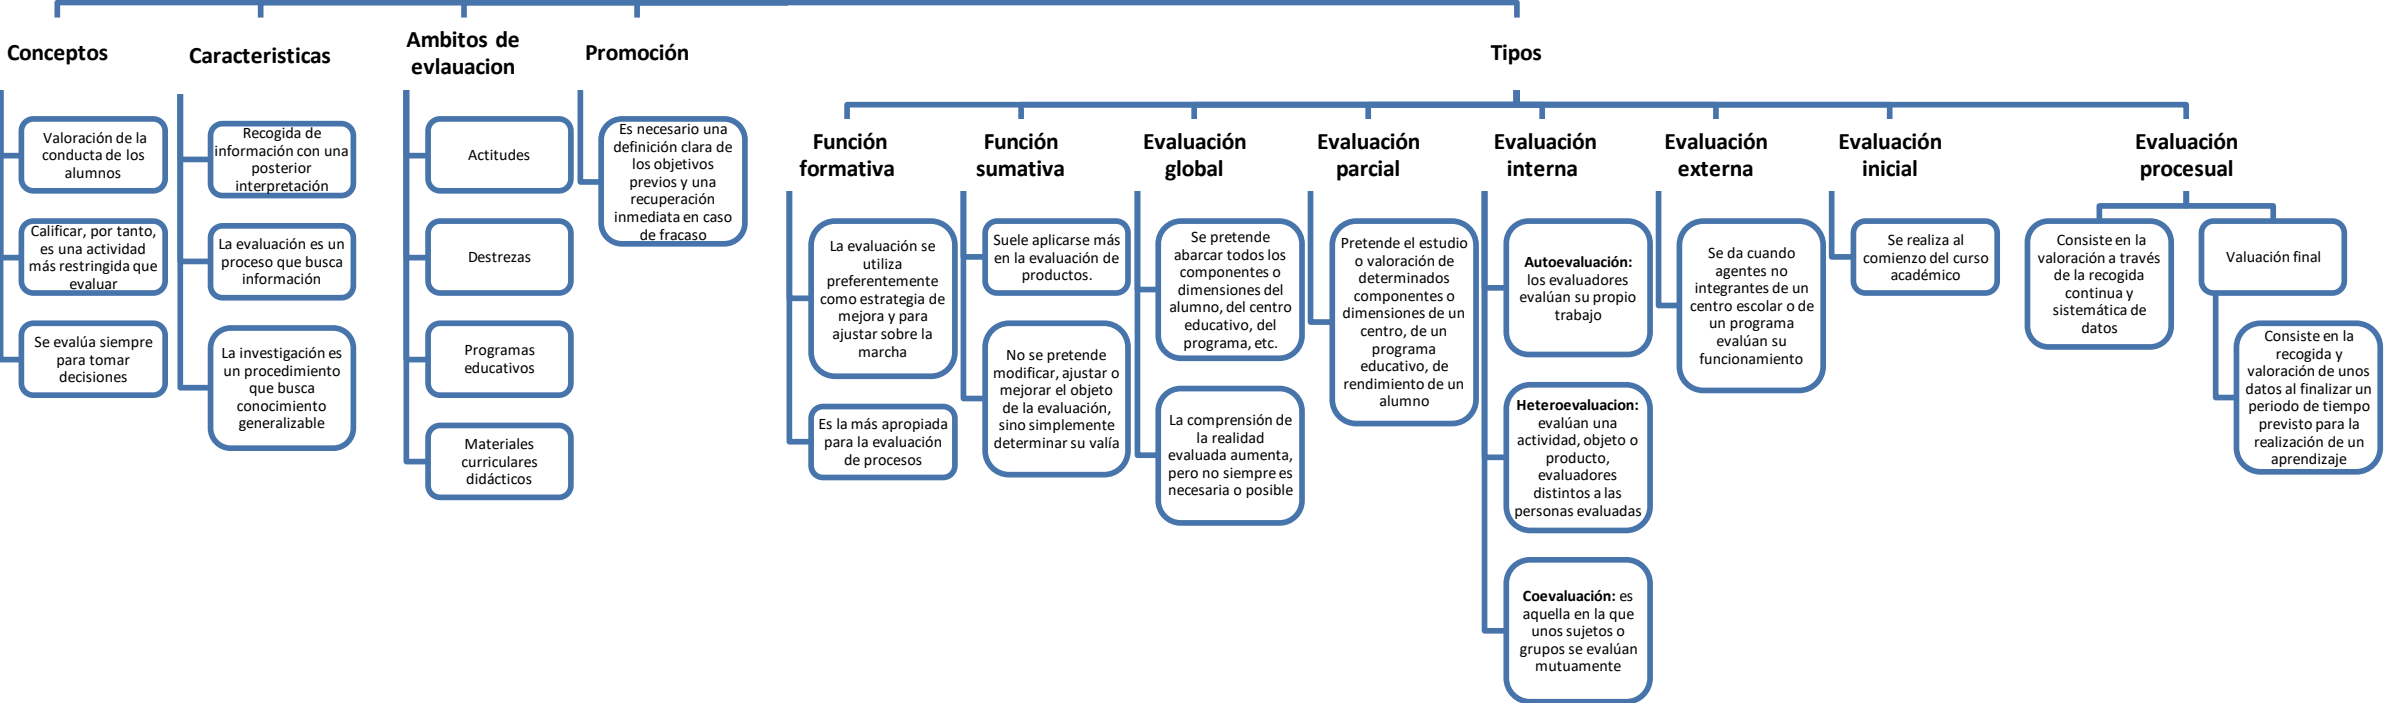 Conceptos
Valoración de la
conducta de los
alumnos
Calificar, por tanto,
es una actividad
más restringida que
evaluar
Se evalúa siempre
para tomar
decisiones
Caracteristicas
Recogida de
información con una
posterior
interpretación
La evaluación es un
proceso que busca
información
La investigación es
un procedimiento
que busca
conocimiento
generalizable
Ambitos de
evlauacion
Actitudes
Destrezas
Programas
educativos
Materiales
curriculares
didácticos
Promoción
Es necesario una
definición clara de
los objetivos
previos y una
recuperación
inmediata en caso
de fracaso
Tipos
Función
formativa
La evaluación se
utiliza
preferentemente
como estrategia de
mejora y para
ajustar sobre la
marcha
Es la más apropiada
para la evaluación
de procesos
Función
sumativa
Suele aplicarse más
en la evaluación de
productos.
No se pretende
modificar, ajustar o
mejorar el objeto
de la evaluación,
sino simplemente
determinar su valía
Evaluación
global
Se pretende
abarcar todos los
componentes o
dimensiones del
alumno, del centro
educativo, del
programa, etc.
La comprensión de
la realidad
evaluada aumenta,
pero no siempre es
necesaria o posible
Evaluación
parcial
Pretende el estudio
o valoración de
determinados
componentes o
dimensiones de un
centro, de un
programa
educativo, de
rendimiento de un
alumno
Evaluación
interna
Autoevaluación:
los evaluadores
evalúan su propio
trabajo
Heteroevaluacion:
evalúan una
actividad, objeto o
producto,
evaluadores
distintos a las
personas evaluadas
Coevaluación: es
aquella en la que
unos sujetos o
grupos se evalúan
mutuamente
Evaluación
externa
Se da cuando
agentes no
integrantes de un
centro escolar o de
un programa
evalúan su
funcionamiento
Evaluación
inicial
Se realiza al
comienzo del curso
académico
Evaluación
procesual
Consiste en la
valoración a través
de la recogida
continua y
sistemática de
datos
Valuación final
Consiste en la
recogida y
valoración de unos
datos al finalizar un
periodo de tiempo
previsto para la
realización de un
aprendizaje